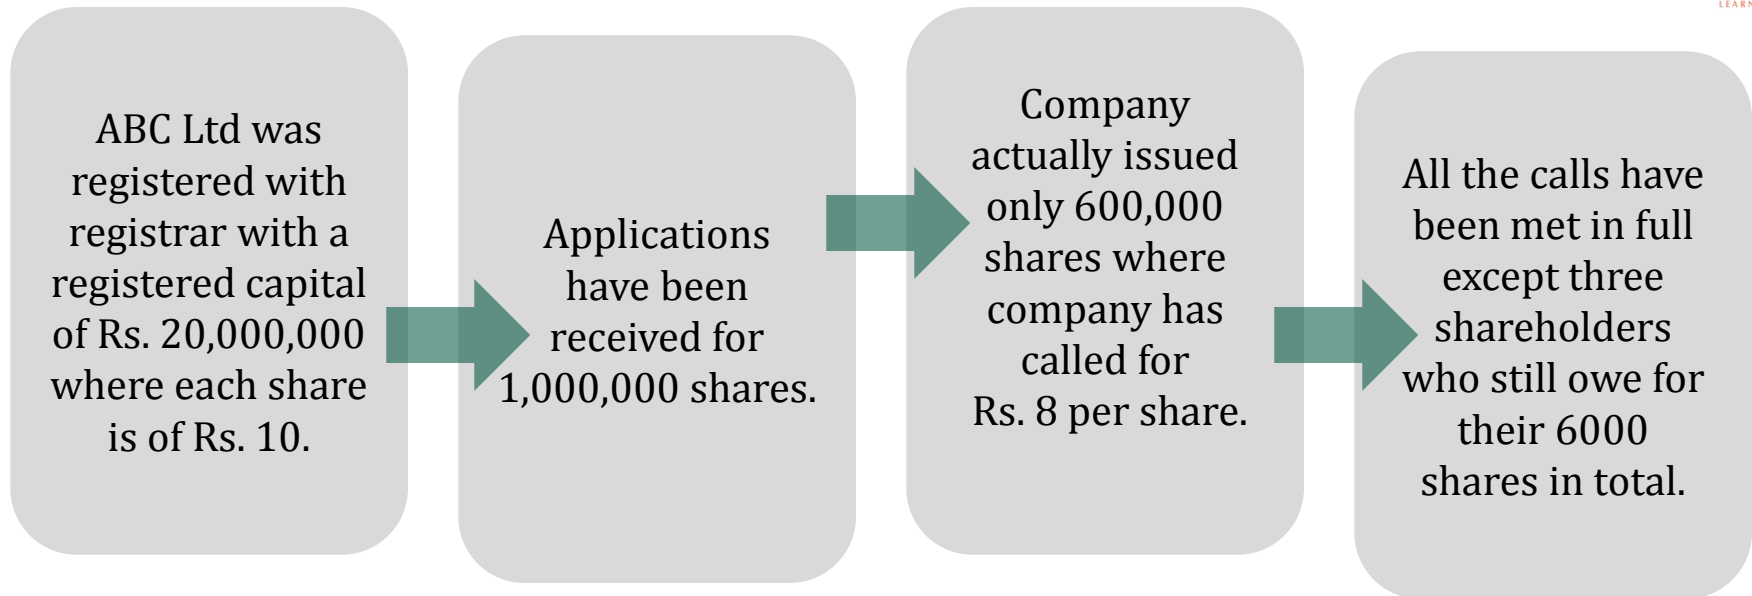 ABC Ltd was
registered with
registrar with a
registered capital
of Rs. 20,000,000
where each share
is of Rs. 10.
Applications
have been
received for
1,000,000 shares.
Company
actually issued
only 600,000
shares where
company has
called for
Rs. 8 per share.
All the calls have
been met in full
except three
shareholders
who still owe for
their 6000
shares in total.